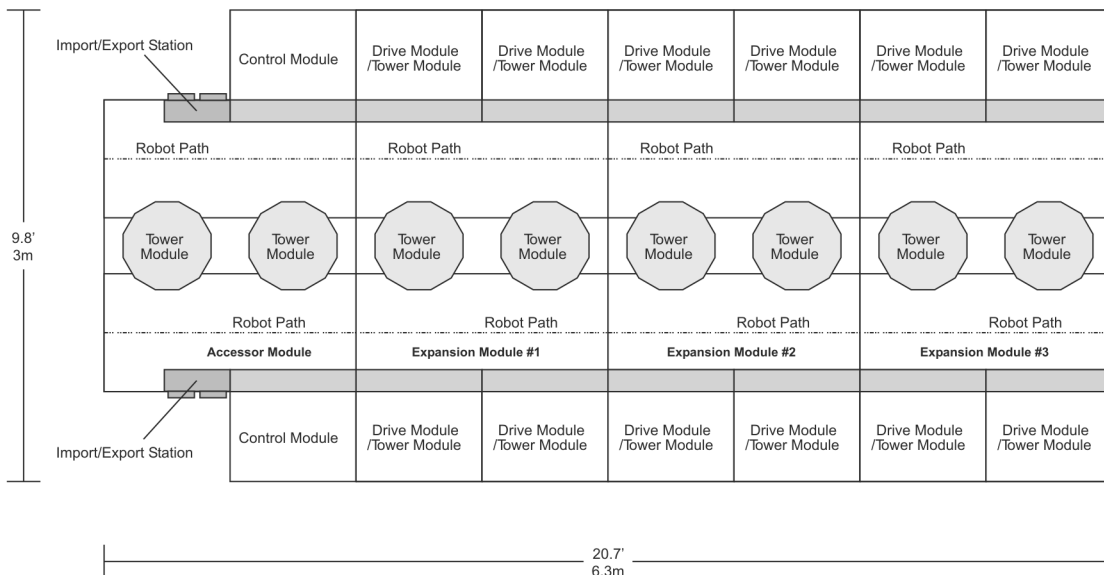 Import/Export Station
Control Module
Drive Module
/Tower Module
Drive Module
/Tower Module
Drive Module
/Tower Module
Drive Module
/Tower Module
Drive Module
/Tower Module
Drive Module
/Tower Module
Robot Path
Robot Path
Robot Path
Robot Path
9.8’
3m
Tower
Module
Tower
Module
Tower
Module
Tower
Module
Tower
Module
Tower
Module
Tower
Module
Tower
Module
Robot Path
Robot Path
Robot Path
Robot Path
Accessor Module
Expansion Module #1
Expansion Module #2
Expansion Module #3
Import/Export Station
Control Module
Drive Module
/Tower Module
Drive Module
/Tower Module
Drive Module
/Tower Module
Drive Module
/Tower Module
Drive Module
/Tower Module
Drive Module
/Tower Module
20.7’
6.3m